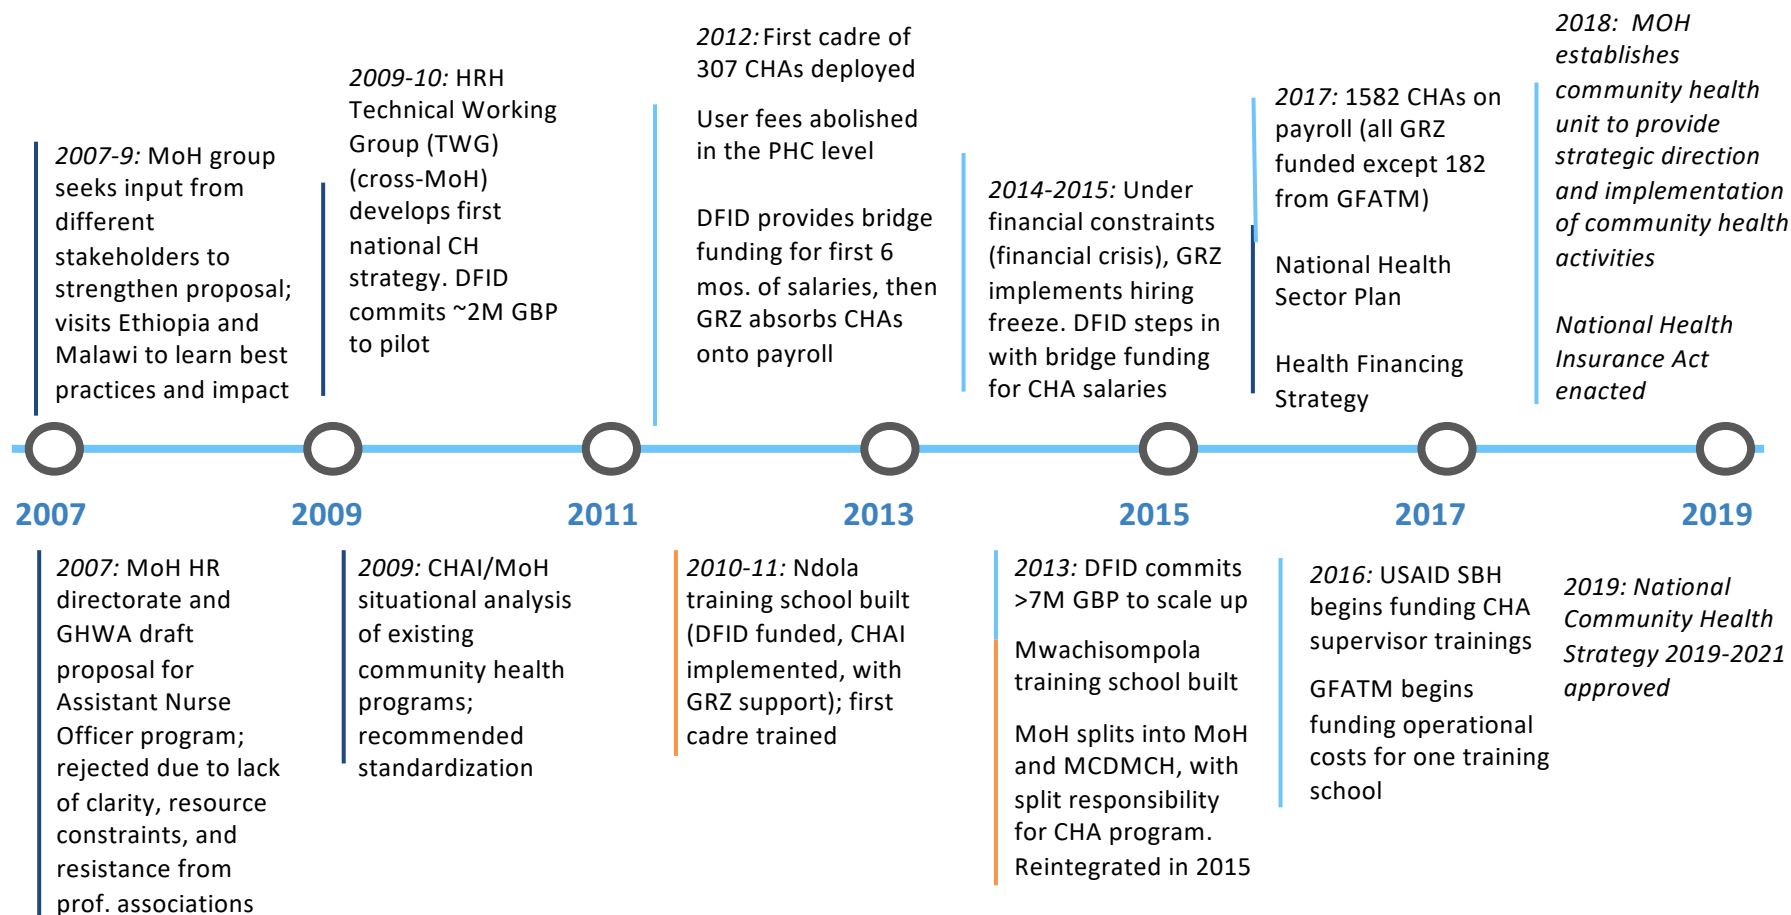 2007-9: MoH group
seeks input from
different
stakeholders to
strengthen proposal;
visits Ethiopia and
Malawi to learn best
practices and impact
2009-10: HRH
Technical Working
Group (TWG)
(cross-MoH)
develops first
national CH
strategy. DFID
commits ~2M GBP
to pilot
2012: First cadre of
307 CHAs deployed
User fees abolished
in the PHC level
DFID provides bridge
funding for first 6
mos. of salaries, then
GRZ absorbs CHAs
onto payroll
2014-2015: Under
financial constraints
(financial crisis), GRZ
implements hiring
freeze. DFID steps in
with bridge funding
for CHA salaries
2017: 1582 CHAs on
payroll (all GRZ
funded except 182
from GFATM)
National Health
Sector Plan
Health Financing
Strategy
2018: MOH
establishes
community health
unit to provide
strategic direction
and implementation
of community health
activities
National Health
Insurance Act
enacted
2007
2009
2011
2013
2015
2017
2019
2007: MoH HR
directorate and
GHWA draft
proposal for
Assistant Nurse
Officer program;
rejected due to lack
of clarity, resource
constraints, and
resistance from
prof. associations
2009: CHAI/MoH
situational analysis
of existing
community health
programs;
recommended
standardization
2010-11: Ndola
training school built
(DFID funded, CHAI
implemented, with
GRZ support); first
cadre trained
2013: DFID commits
>7M GBP to scale up
Mwachisompola
training school built
MoH splits into MoH
and MCDMCH, with
split responsibility
for CHA program.
Reintegrated in 2015
2016: USAID SBH
begins funding CHA
supervisor trainings
GFATM begins
funding operational
costs for one training
school
2019: National
Community Health
Strategy 2019-2021
approved